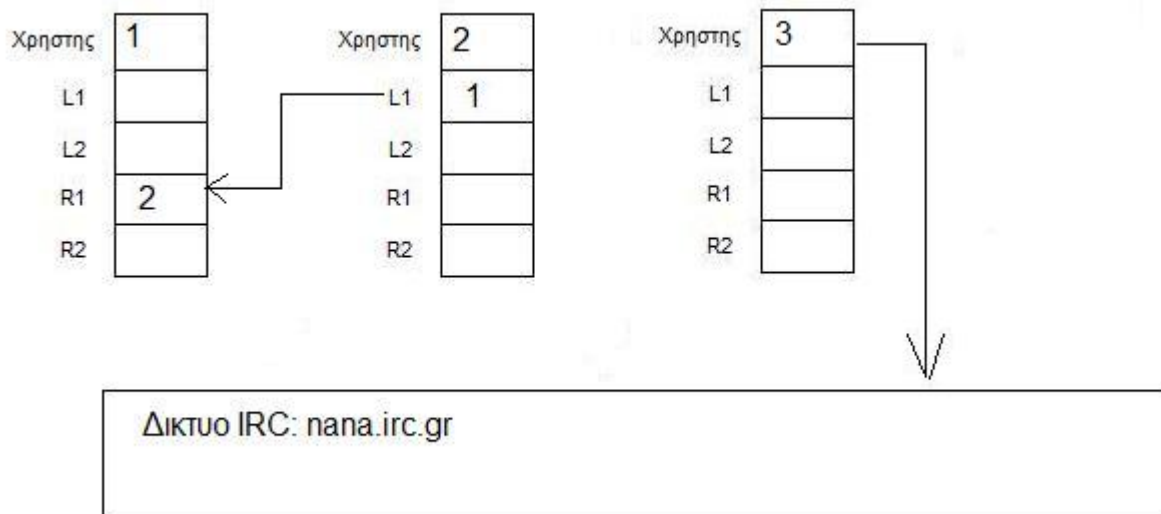 Χρηστης 1
L1
L2
R1 2
R2
Χρηστης 2
L1 1
L2
R1
R2
Χρηστης 3
L1
L2
R1
R2
Δικτυο IRC: nana.irc.gr